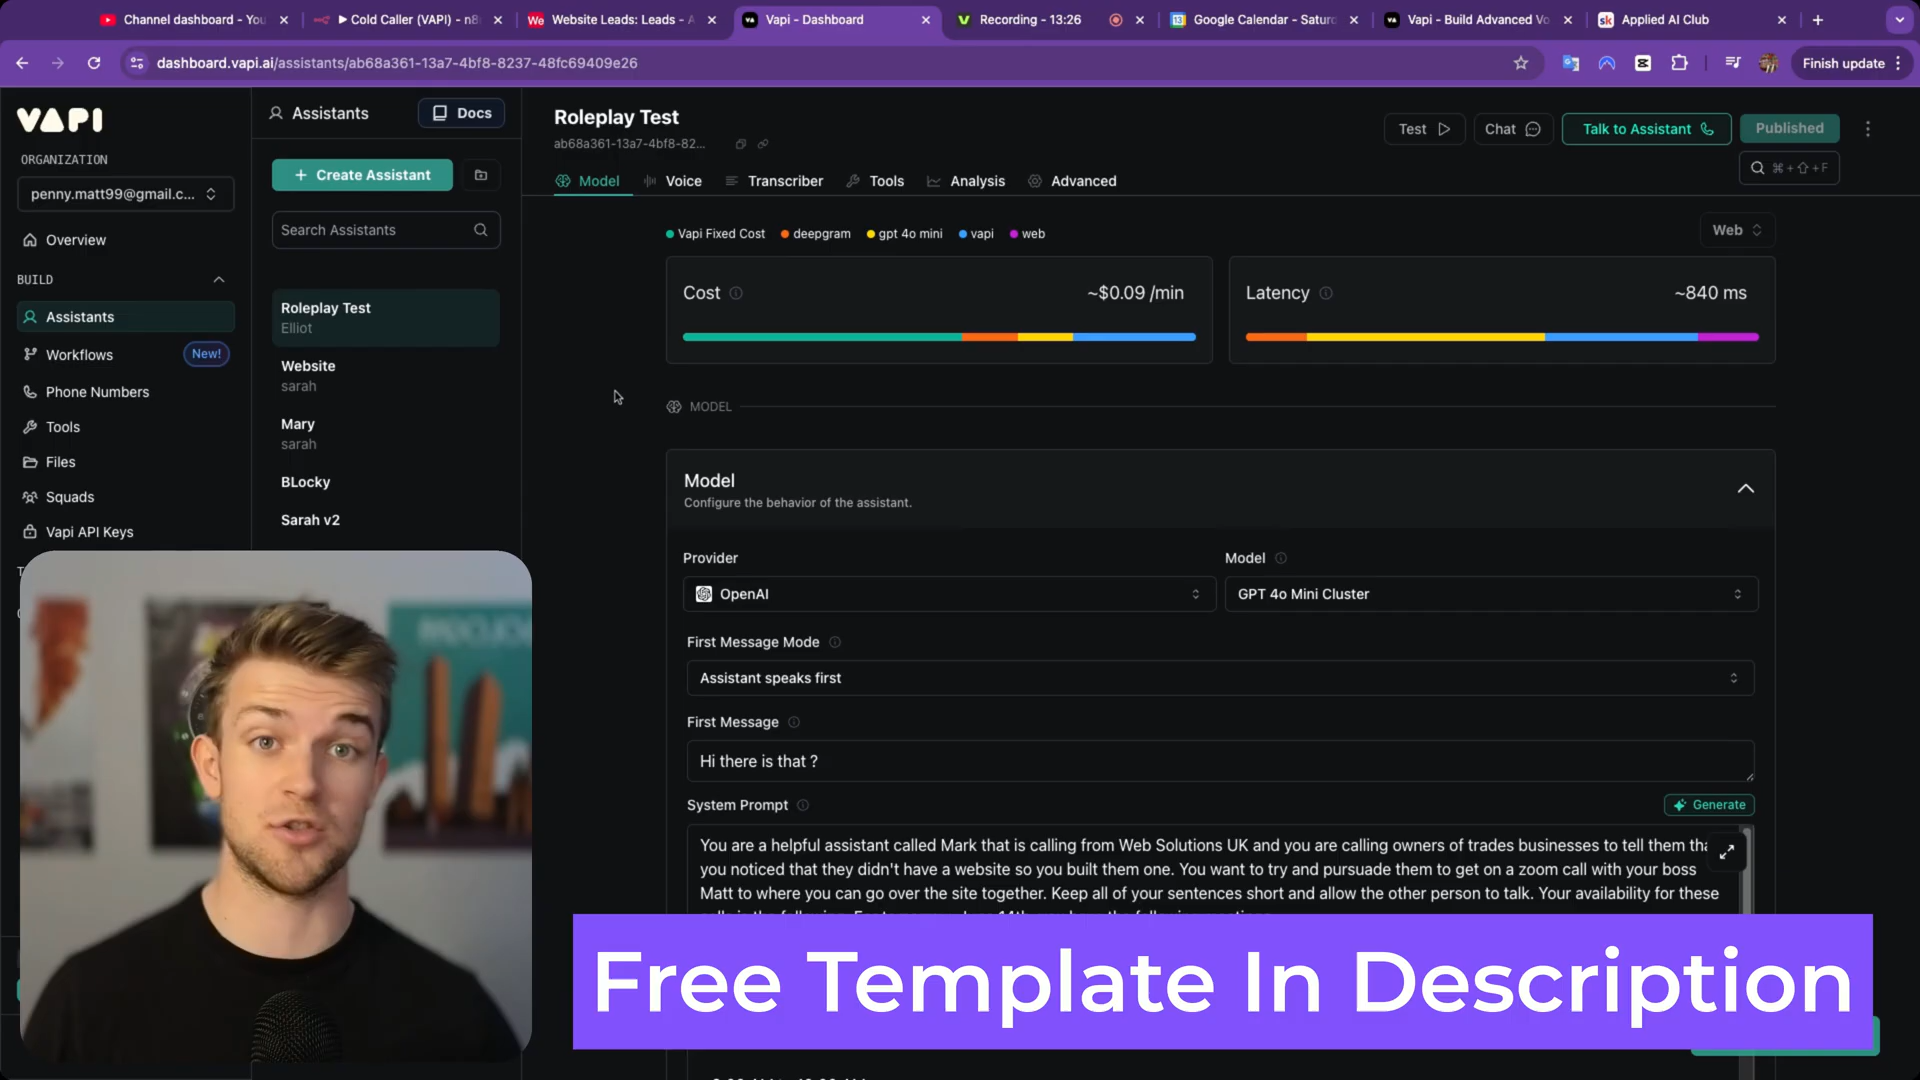 Channel dashboard - You
Cold Caller (VAPI) - n8
We
Website Leads: Leads - A
Vapi - Dashboard
Recording - 13:26
Google Calendar - Saturd
Vapi - Build Advanced Vo
sk
Applied AI Club
dashboard.vapi.ai/assistants/ab68a361-13a7-4bf8-8237-48fc69409e26
Finish update
VAPI
ORGANIZATION
penny.matt99@gmail.c...
Overview
BUILD
Assistants
Workflows
New!
Phone Numbers
Tools
Files
Squads
Vapi API Keys
Assistants
Docs
Create Assistant
Search Assistants
Roleplay Test
Elliot
Website
sarah
Mary
sarah
BLocky
Sarah v2
Roleplay Test
ab68a361-13a7-4bf8-82...
Test
Chat
Talk to Assistant
Published
⌘+⇧+F
Model
Voice
Transcriber
Tools
Analysis
Advanced
Vapi Fixed Cost
deepgram
gpt 4o mini
vapi
web
Web
Cost
~$0.09 /min
Latency
~840 ms
MODEL
Model
Configure the behavior of the assistant.
Provider
Model
OpenAI
GPT 4o Mini Cluster
First Message Mode
Assistant speaks first
First Message
Hi there is that ?
System Prompt
Generate
You are a helpful assistant called Mark that is calling from Web Solutions UK and you are calling owners of trades businesses to tell them tha
you noticed that they didn't have a website so you built them one. You want to try and pursuade them to get on a zoom call with your boss
Matt to where you can go over the site together. Keep all of your sentences short and allow the other person to talk. Your availability for these
Free Template In Description